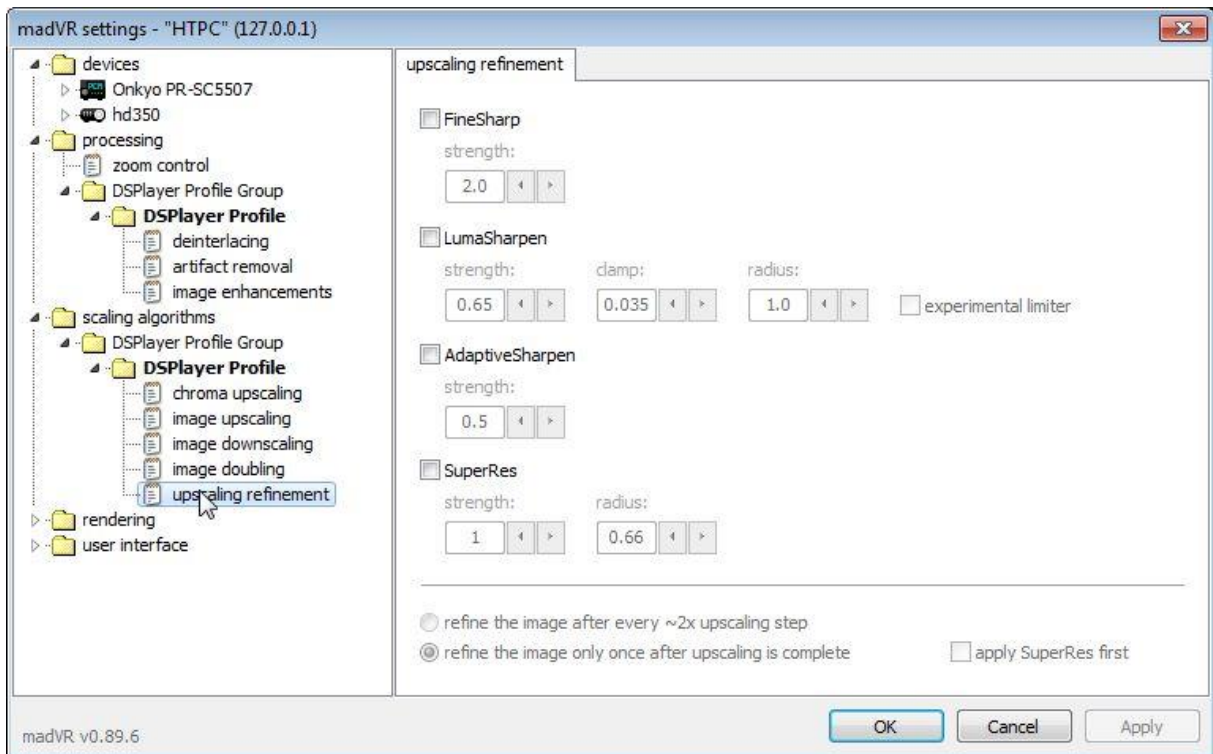 madVR settings - "HTPC" (127.0.0.1)
devices
Onkyo PR-SC5507
hd350
processing
zoom control
DSPlayer Profile Group
DSPlayer Profile
deinterlacing
artifact removal
image enhancements
scaling algorithms
DSPlayer Profile Group
DSPlayer Profile
chroma upscaling
image upscaling
image downscaling
image doubling
upscaling refinement
rendering
user interface
madVR v0.89.6
upscaling refinement
FineSharp
strength:
2.0
LumaSharpen
strength: clamp: radius:
0.65 0.035 1.0 experimental limiter
AdaptiveSharpen
strength:
0.5
SuperRes
strength: radius:
1 0.66
refine the image after every ~2x upscaling step
refine the image only once after upscaling is complete apply SuperRes first
OK Cancel Apply